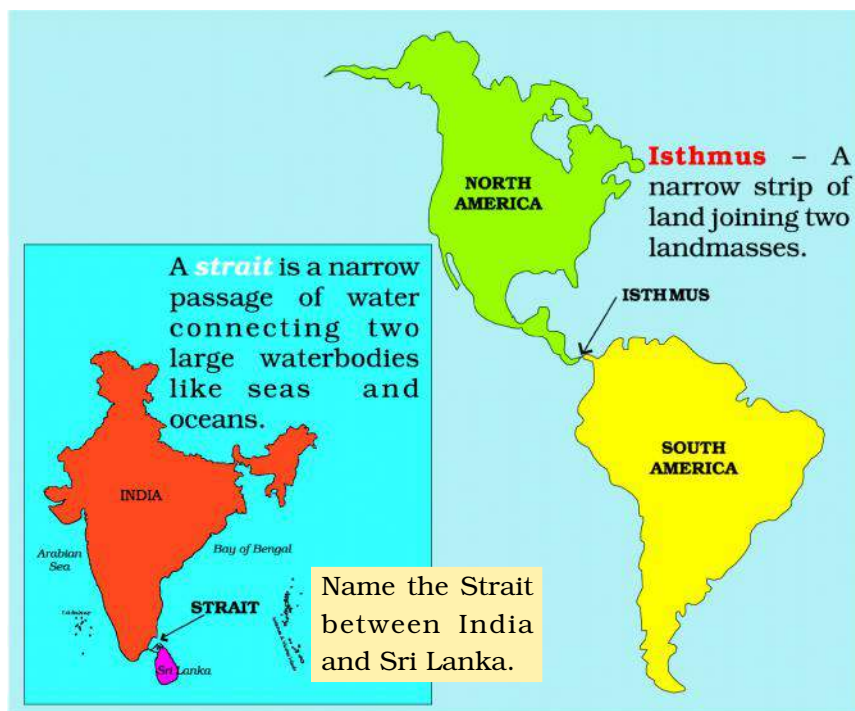 NORTH
AMERICA
Isthmus – A
narrow strip of
land joining two
landmasses.
ISTHMUS
SOUTH
AMERICA
A strait is a narrow
passage of water
connecting two
large waterbodies
like seas and
oceans.
INDIA
Arabian
Sea
Bay of Bengal
STRAIT
Sri Lanka
Name the Strait
between India
and Sri Lanka.